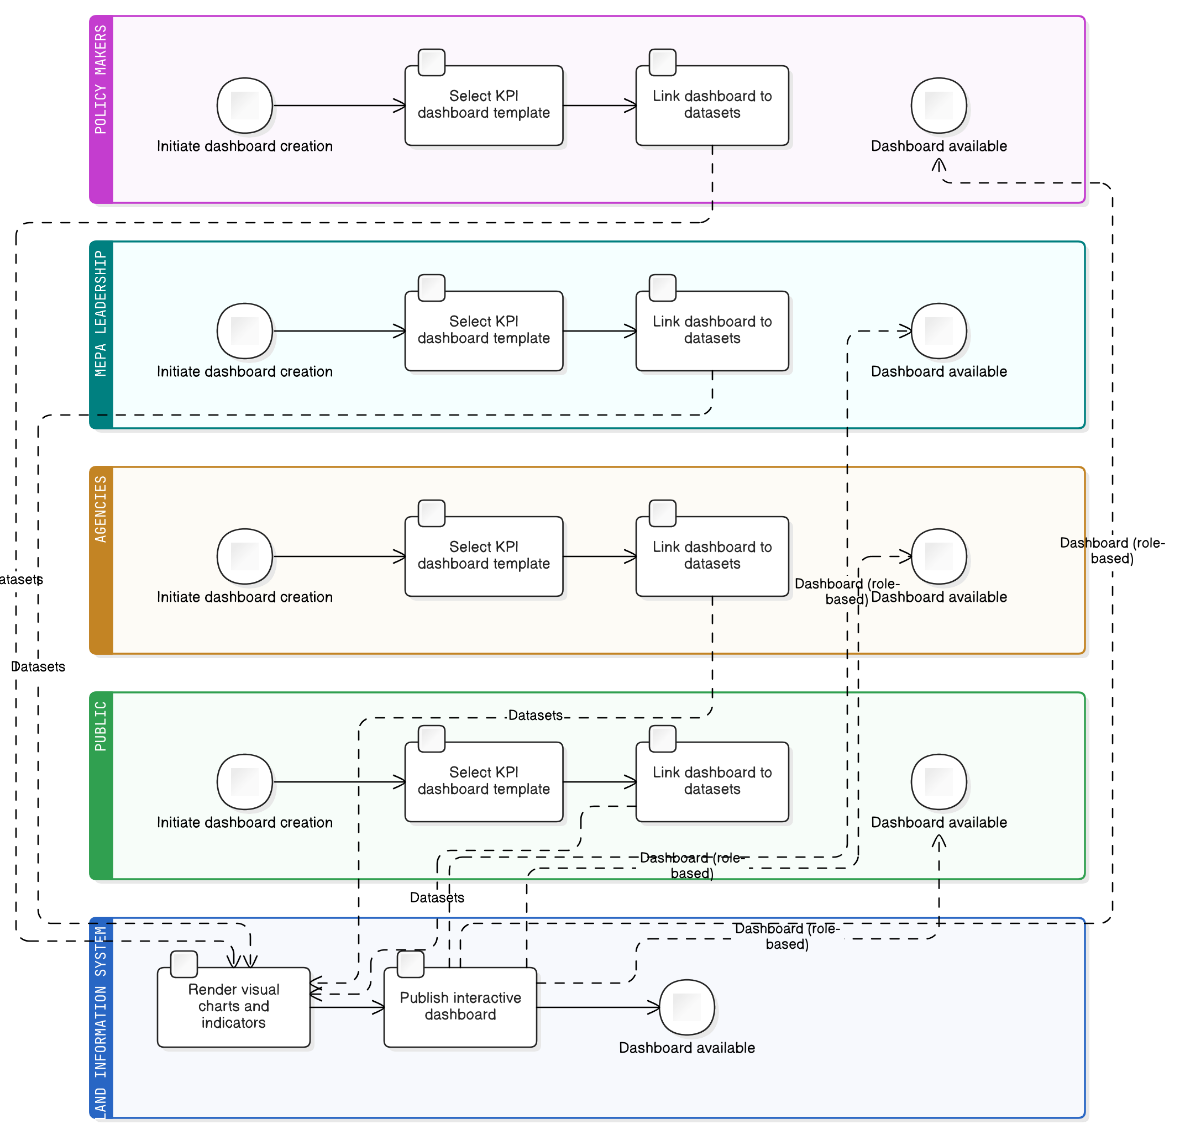 POLICY MAKERS
Select KPI
dashboard template
Link dashboard to
datasets
Initiate dashboard creation
Dashboard available
MEPA LEADERSHIP
Select KPI
dashboard template
Link dashboard to
datasets
Initiate dashboard creation
Dashboard available
AGENCIES
Select KPI
dashboard template
Link dashboard to
datasets
Dashboard (role-
based)
atasets
Dashboard (role-
based)
Initiate dashboard creation
Dashboard available
Datasets
PUBLIC
Datasets
Select KPI
dashboard template
Link dashboard to
datasets
Initiate dashboard creation
Dashboard available
Dashboard (role-
based)
Datasets
LAND INFORMATION SYSTEM
Dashboard (role-
based)
Render visual
charts and
indicators
Publish interactive
dashboard
Dashboard available